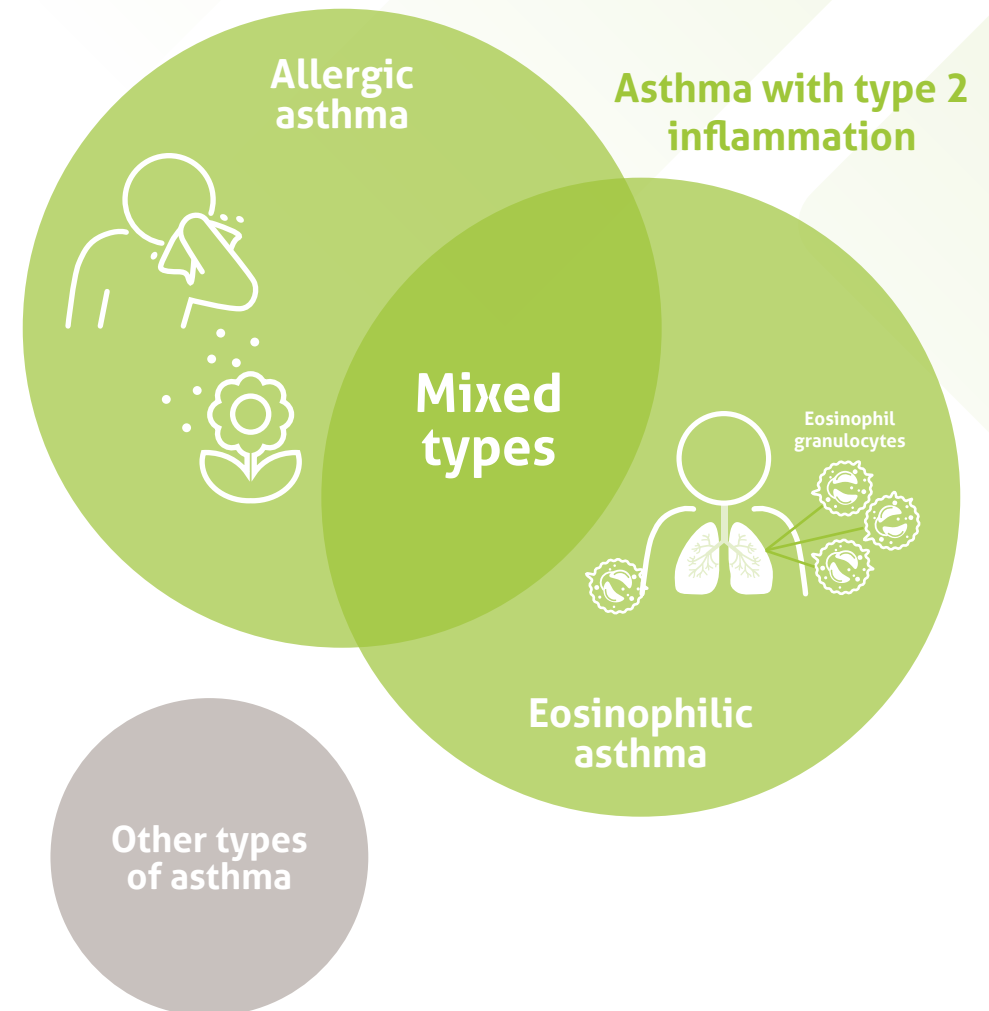 Allergic
asthma
Asthma with type 2
inflammation
Mixed
types
Eosinophil
granulocytes
Eosinophilic
asthma
Other types
of asthma